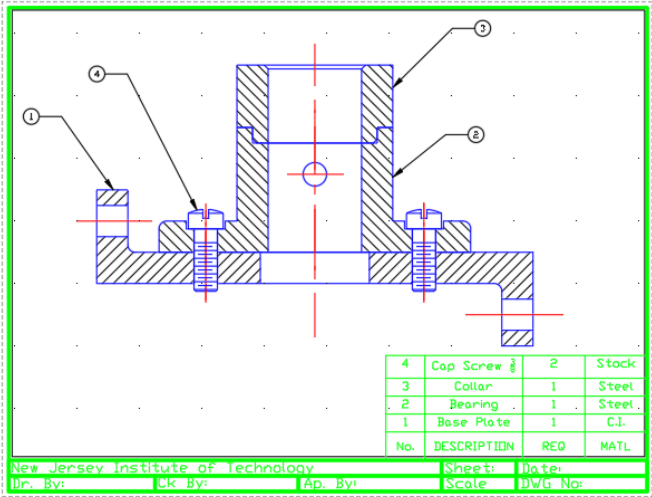 3
4
1
2
4 Cap Screw 3/8 2 Stock
3 Collar 1 Steel
2 Bearing 1 Steel
1 Base Plate 1 C.I.
No. DESCRIPTION REQ MATL
New Jersey Institute of Technology Sheet: Date:
Dr. By: Ck By: Ap. By: Scale DWG No: